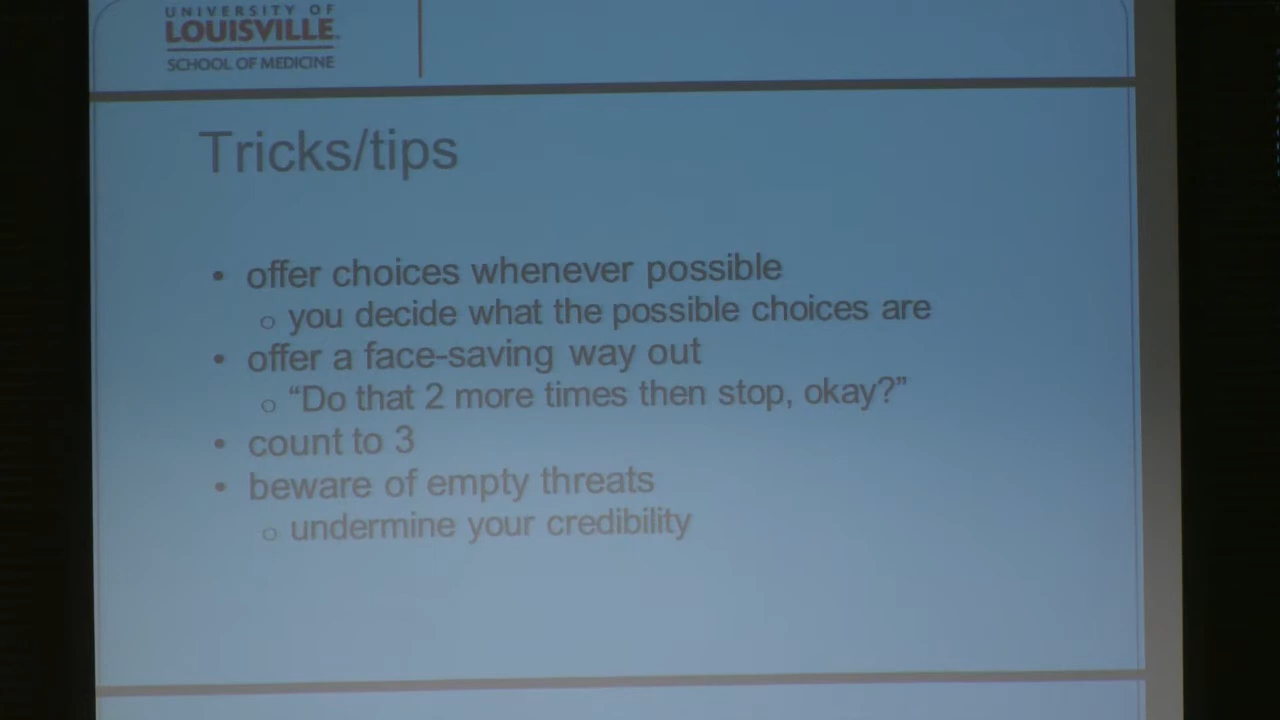 UNIVERSITY OF
LOUISVILLE.
SCHOOL OF MEDICINE
Tricks/tips
• offer choices whenever possible
o you decide what the possible choices are
• offer a face-saving way out
o “Do that 2 more times then stop, okay?”
• count to 3
• beware of empty threats
o undermine your credibility